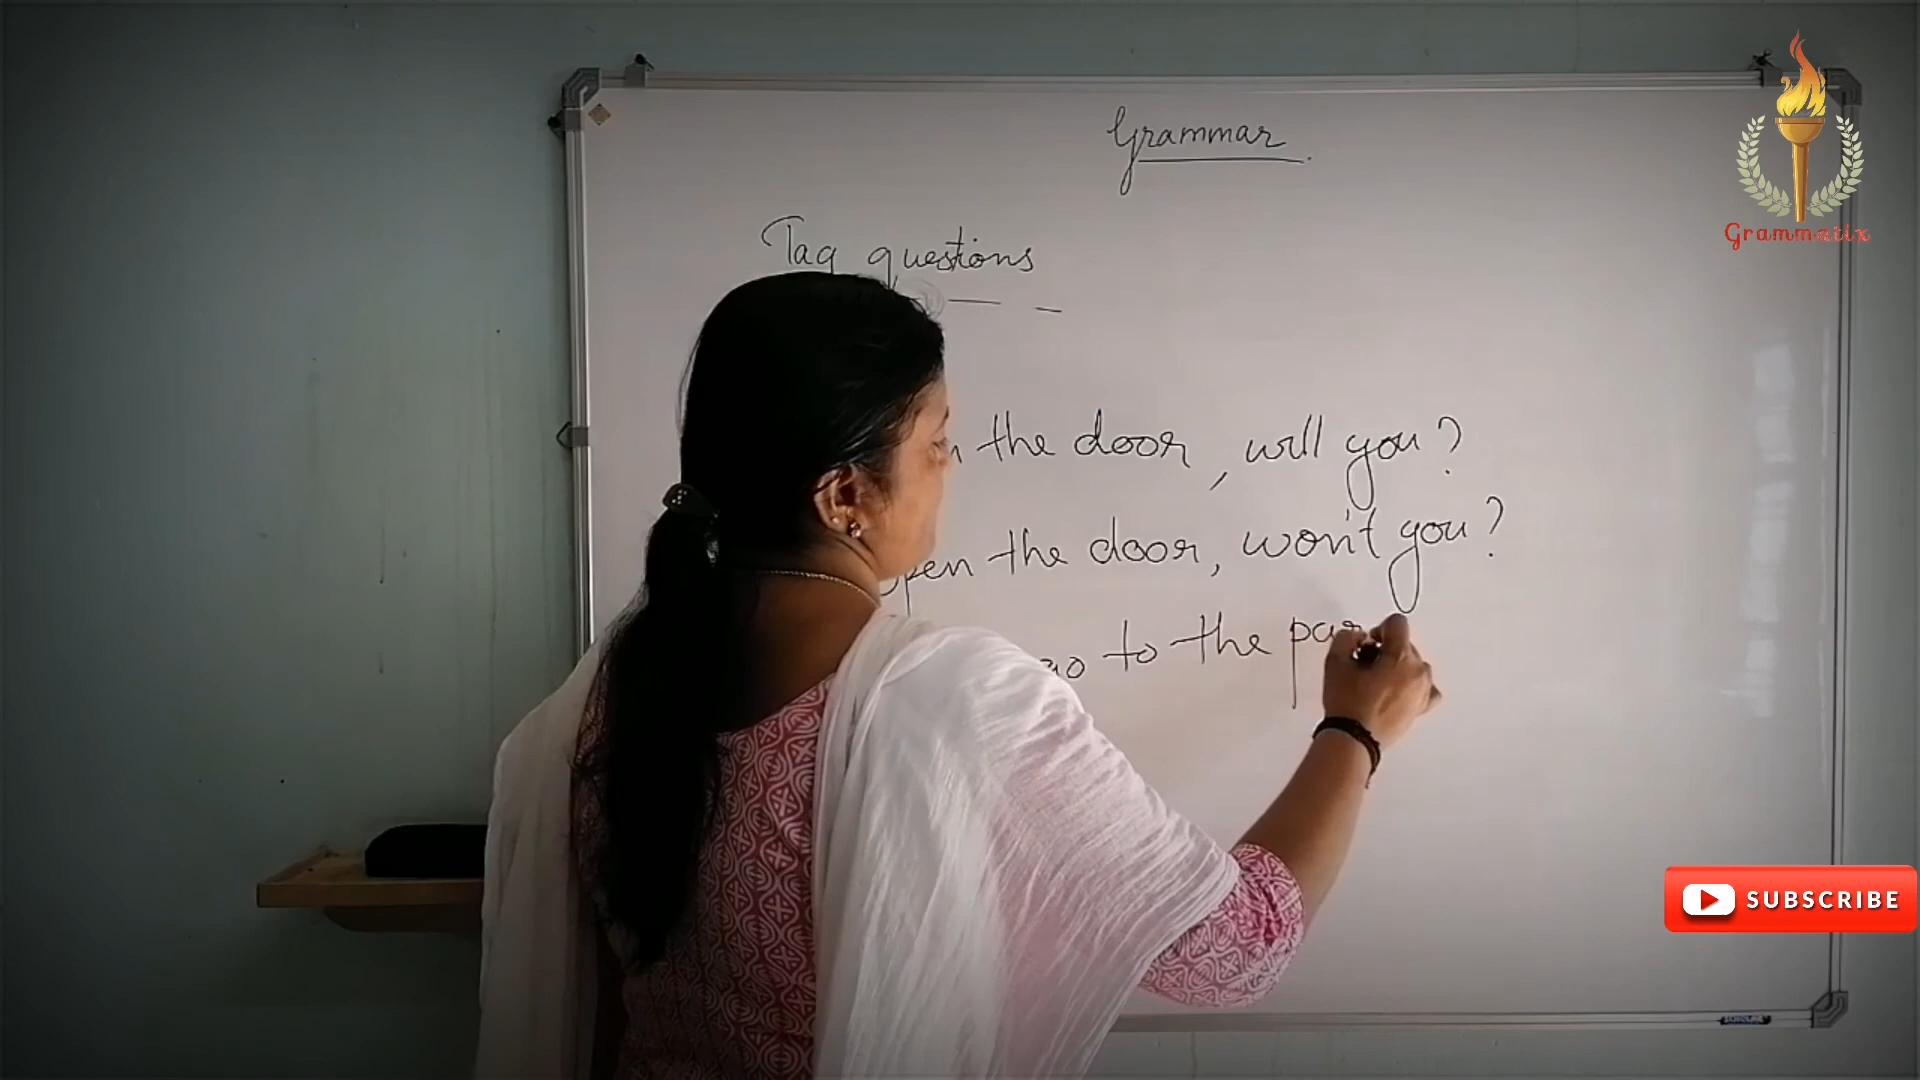 Grammar
Grammatix
Tag questions
the door, will you?
open the door, won't you?
go to the par
SUBSCRIBE